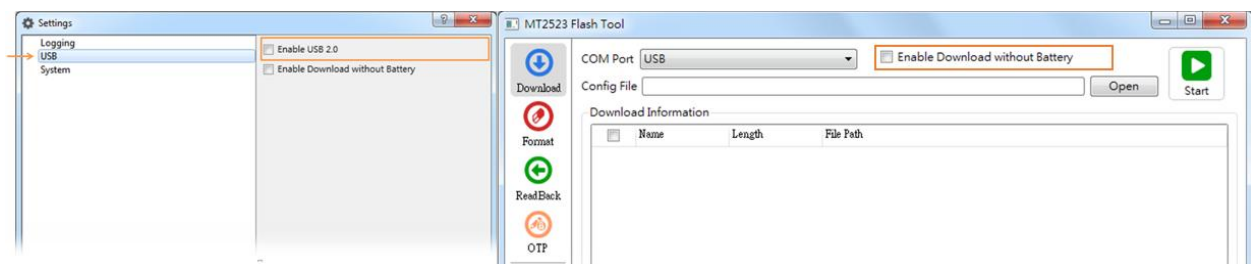 Settings
Logging
USB
System
Enable USB 2.0
Enable Download without Battery
MT2523 Flash Tool
COM Port USB Enable Download without Battery
Config File Open
Start
Download
Format
ReadBack
OTP
Download Information
Name Length File Path